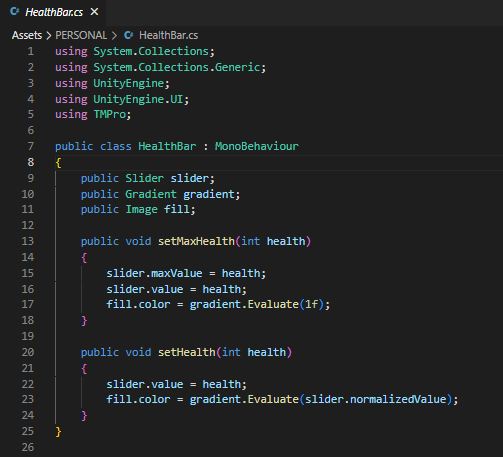 HealthBar.cs ×
Assets > PERSONAL > HealthBar.cs
1 using System.Collections;
2 using System.Collections.Generic;
3 using UnityEngine;
4 using UnityEngine.UI;
5 using TMPro;
6
7 public class HealthBar : MonoBehaviour
8 {
9     public Slider slider;
10     public Gradient gradient;
11     public Image fill;
12
13     public void setMaxHealth(int health)
14     {
15         slider.maxValue = health;
16         slider.value = health;
17         fill.color = gradient.Evaluate(1f);
18     }
19
20     public void setHealth(int health)
21     {
22         slider.value = health;
23         fill.color = gradient.Evaluate(slider.normalizedValue);
24     }
25 }
26